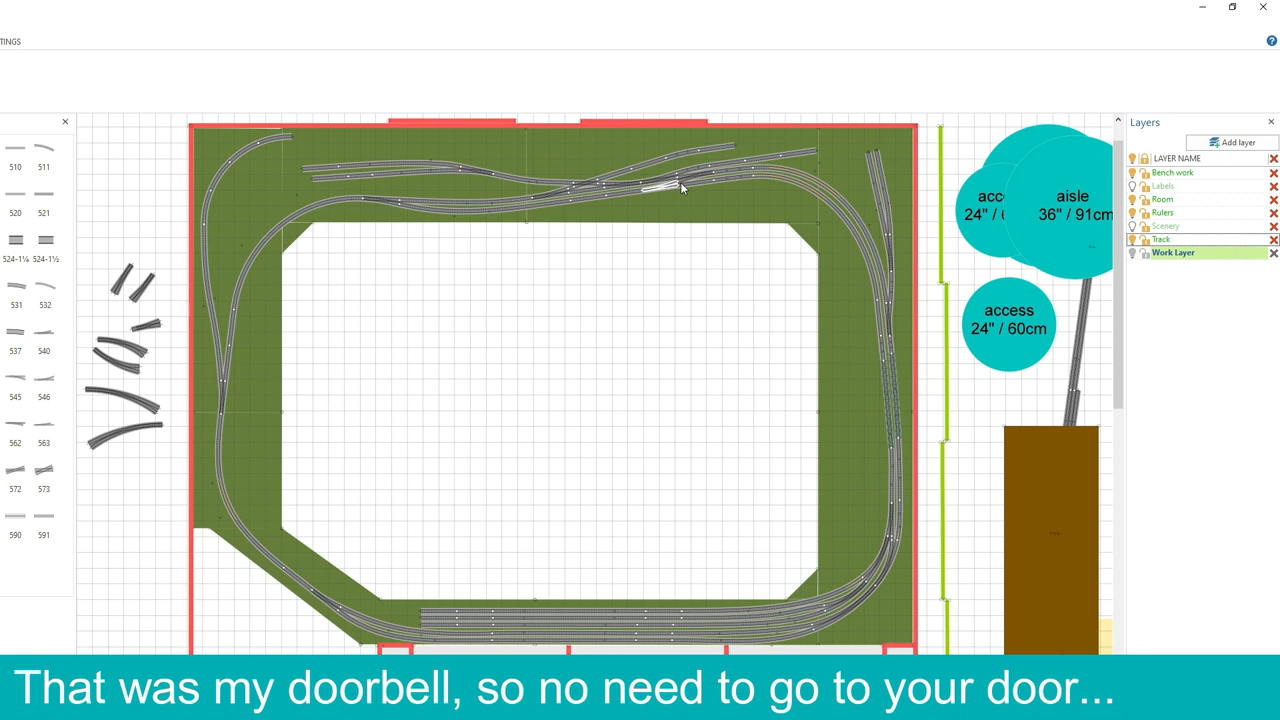 TINGS
?
Layers
Add layer
LAYER NAME
Bench work
Labels
Room
Rulers
Scenery
Track
Work Layer
510 511
520 521
524-1¼ 524-1½
531 532
537 540
545 546
562 563
572 573
590 591
acc
24" /
aisle
36" / 91cm
access
24" / 60cm
That was my doorbell, so no need to go to your door...